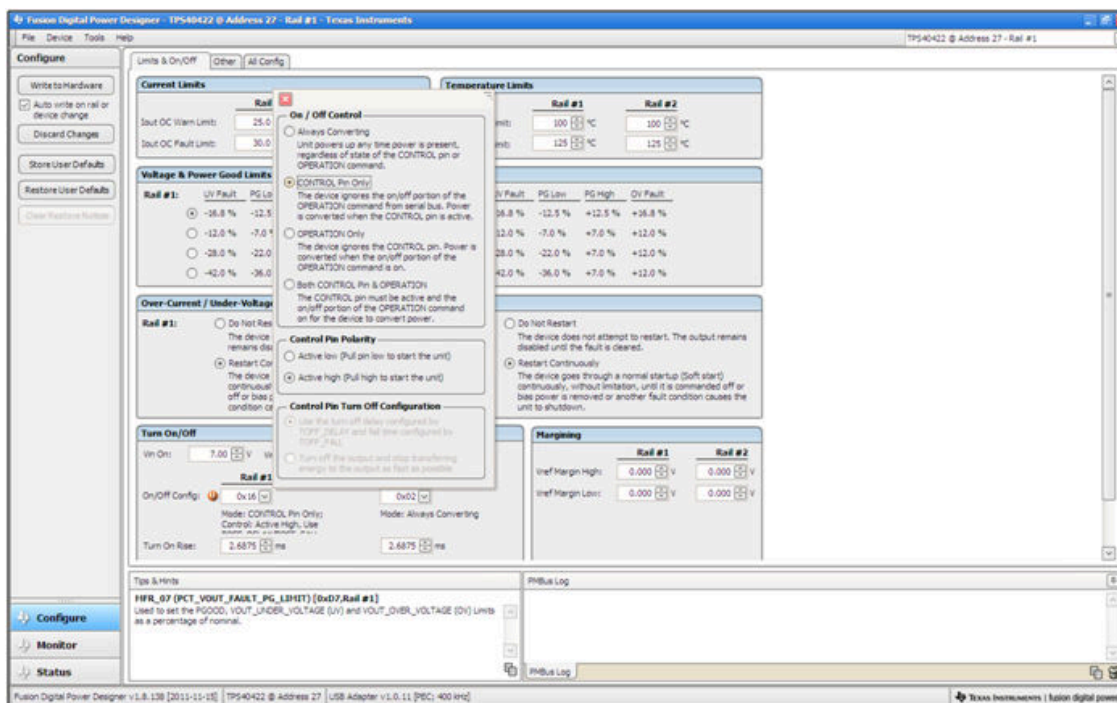 Fusion Digital Power Designer - TPS40422 @ Address 27 - Rail #1 - Texas Instruments
File Device Tools Help
TPS40422 @ Address 27 - Rail #1
Configure
Limits & On/Off Other All Config
Write to Hardware
Auto write on rail or
device change
Discard Changes
Store User Defaults
Restore User Defaults
Current Limits
Rail
Iout OC Warn Limit: 25.0
Iout OC Fault Limit: 30.0
Temperature Limits
Rail #1 Rail #2
mit: 100 °C 100 °C
mit: 125 °C 125 °C
Voltage & Power Good Limits
Rail #1: UV Fault PG Lo
-16.8 % -12.5
-12.0 % -7.0 %
-28.0 % -22.0
-42.0 % -36.0
UV Fault PG Low PG High OV Fault
16.8 % -12.5 % +12.5 % +16.8 %
12.0 % -7.0 % +7.0 % +12.0 %
28.0 % -22.0 % +7.0 % +12.0 %
42.0 % -36.0 % +7.0 % +12.0 %
On / Off Control
Always Converting
Unit powers up any time power is present,
regardless of state of the CONTROL pin or
OPERATION command.
CONTROL Pin Only
The device ignores the on/off portion of the
OPERATION command from serial bus. Power
is converted when the CONTROL pin is active.
OPERATION Only
The device ignores the CONTROL pin. Power is
converted when the on/off portion of the
OPERATION command is on.
Both CONTROL Pin & OPERATION
The CONTROL pin must be active and the
on/off portion of the OPERATION command
on for the device to convert power.
Control Pin Polarity
Active low (Pull pin low to start the unit)
Active high (Pull high to start the unit)
Control Pin Turn Off Configuration
Use the turn off delay configured by
TOFF_DELAY and fall time configured by
TOFF_FALL
Turn off the output and stop transferring
energy to the output as fast as possible
Over-Current / Under-Voltage
Rail #1: Do Not Res
The device
remains dis
Restart Co
The device
continuous
off or bias p
condition ca
Do Not Restart
The device does not attempt to restart. The output remains
disabled until the fault is cleared.
Restart Continuously
The device goes through a normal startup (Soft start)
continuously, without limitation, until it is commanded off or
bias power is removed or another fault condition causes the
unit to shutdown.
Turn On/Off
Vin On: 7.00 V
Rail #1
On/Off Config: 0x16 0x02
Mode: CONTROL Pin Only;
Control: Active High, Use
Mode: Always Converting
Turn On Rise: 2.6875 ms 2.6875 ms
Margining
Rail #1 Rail #2
Vref Margin High: 0.000 V 0.000 V
Vref Margin Low: 0.000 V 0.000 V
Tips & Hints
MFR_07 (PCT_VOUT_FAULT_PG_LIMIT) [0xD7,Rail #1]
Used to set the PGOOD, VOUT_UNDER_VOLTAGE (UV) and VOUT_OVER_VOLTAGE (OV) Limits
as a percentage of nominal.
PMBus Log
PMBus Log
Configure
Monitor
Status
Fusion Digital Power Designer v1.8.138 [2011-11-15] TPS40422 @ Address 27 USB Adapter v1.0.11 [PEC; 400 kHz]
TEXAS INSTRUMENTS | fusion digital power